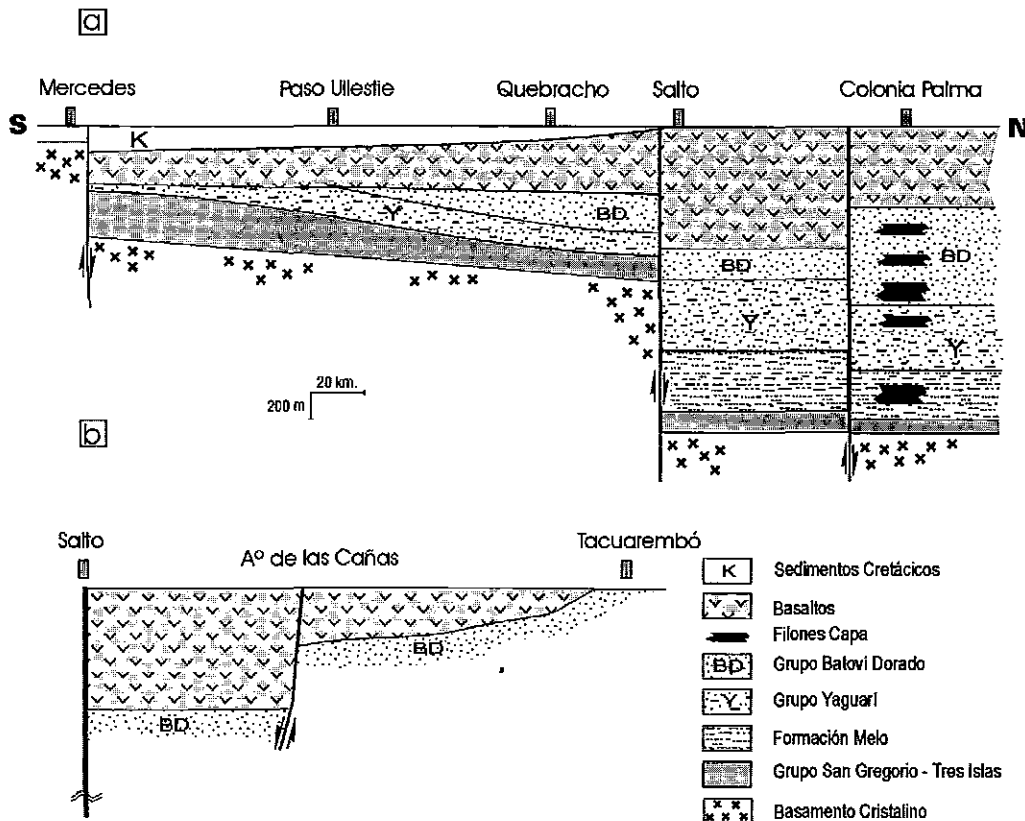 a
Mercedes Paso Ullestie Quebracho Salto Colonia Palma
S N
K
Y BD BD BD
Y Y
20 km.
200 m
b
Salto Aº de las Cañas Tacuarembó
BD BD
K Sedimentos Cretácicos
Basaltos
Filones Capa
BD Grupo Batoví Dorado
Y Grupo Yaguarí
Formación Melo
Grupo San Gregorio - Tres Islas
Basamento Cristalino